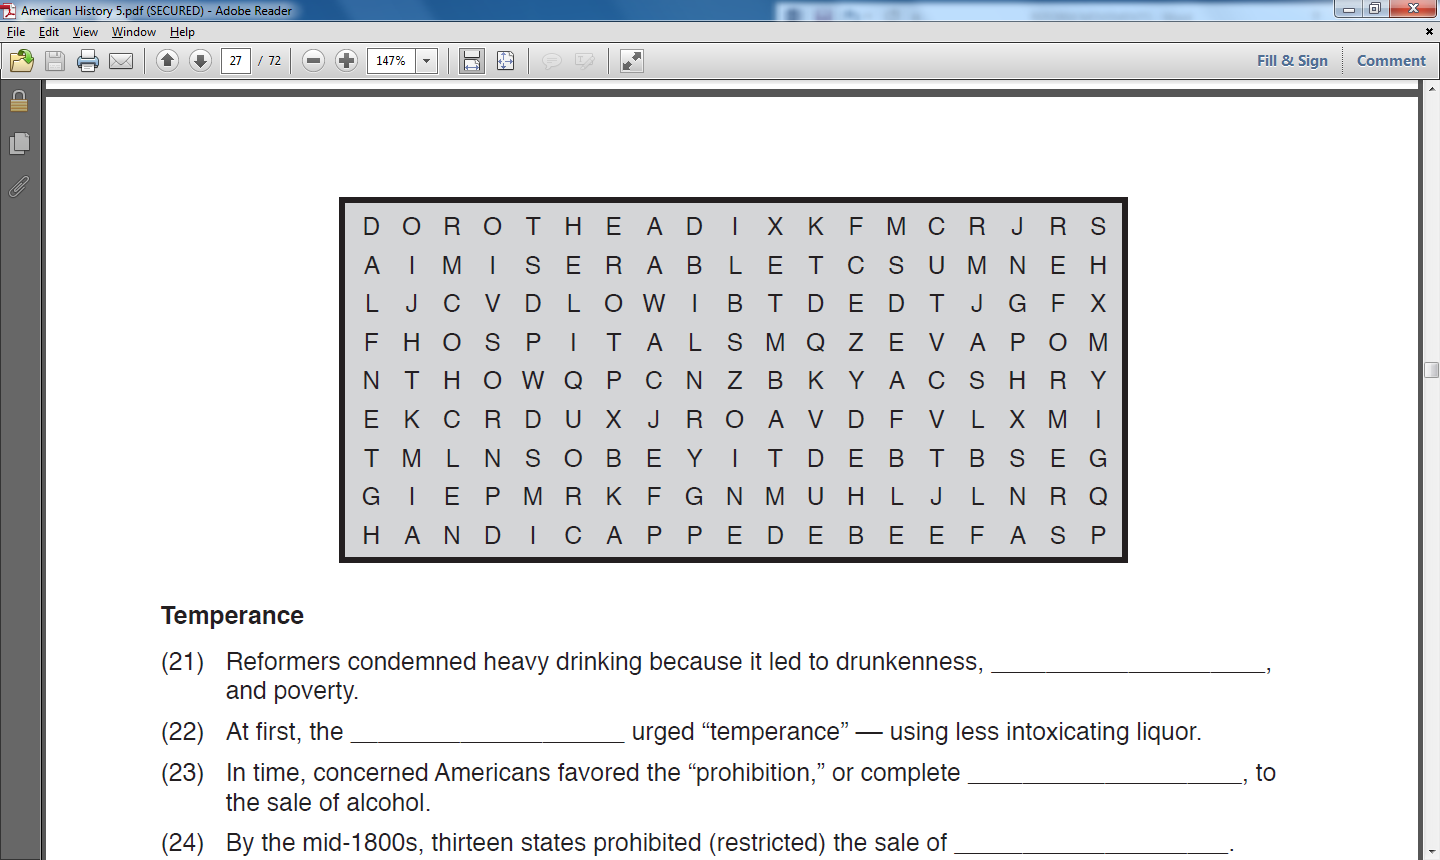 American History 5.pdf (SECURED) - Adobe Reader
File Edit View Window Help
27 / 72 147% Fill & Sign Comment
D O R O T H E A D I X K F M C R J R S
A I M I S E R A B L E T C S U M N E H
L J C V D L O W I B T D E D T J G F X
F H O S P I T A L S M Q Z E V A P O M
N T H O W Q P C N Z B K Y A C S H R Y
E K C R D U X J R O A V D F V L X M I
T M L N S O B E Y I T D E B T B S E G
G I E P M R K F G N M U H L J L N R Q
H A N D I C A P P E D E B E E F A S P
Temperance
(21) Reformers condemned heavy drinking because it led to drunkenness, ____________________,
and poverty.
(22) At first, the ____________________ urged “temperance” — using less intoxicating liquor.
(23) In time, concerned Americans favored the “prohibition,” or complete ____________________, to
the sale of alcohol.
(24) By the mid-1800s, thirteen states prohibited (restricted) the sale of ____________________.